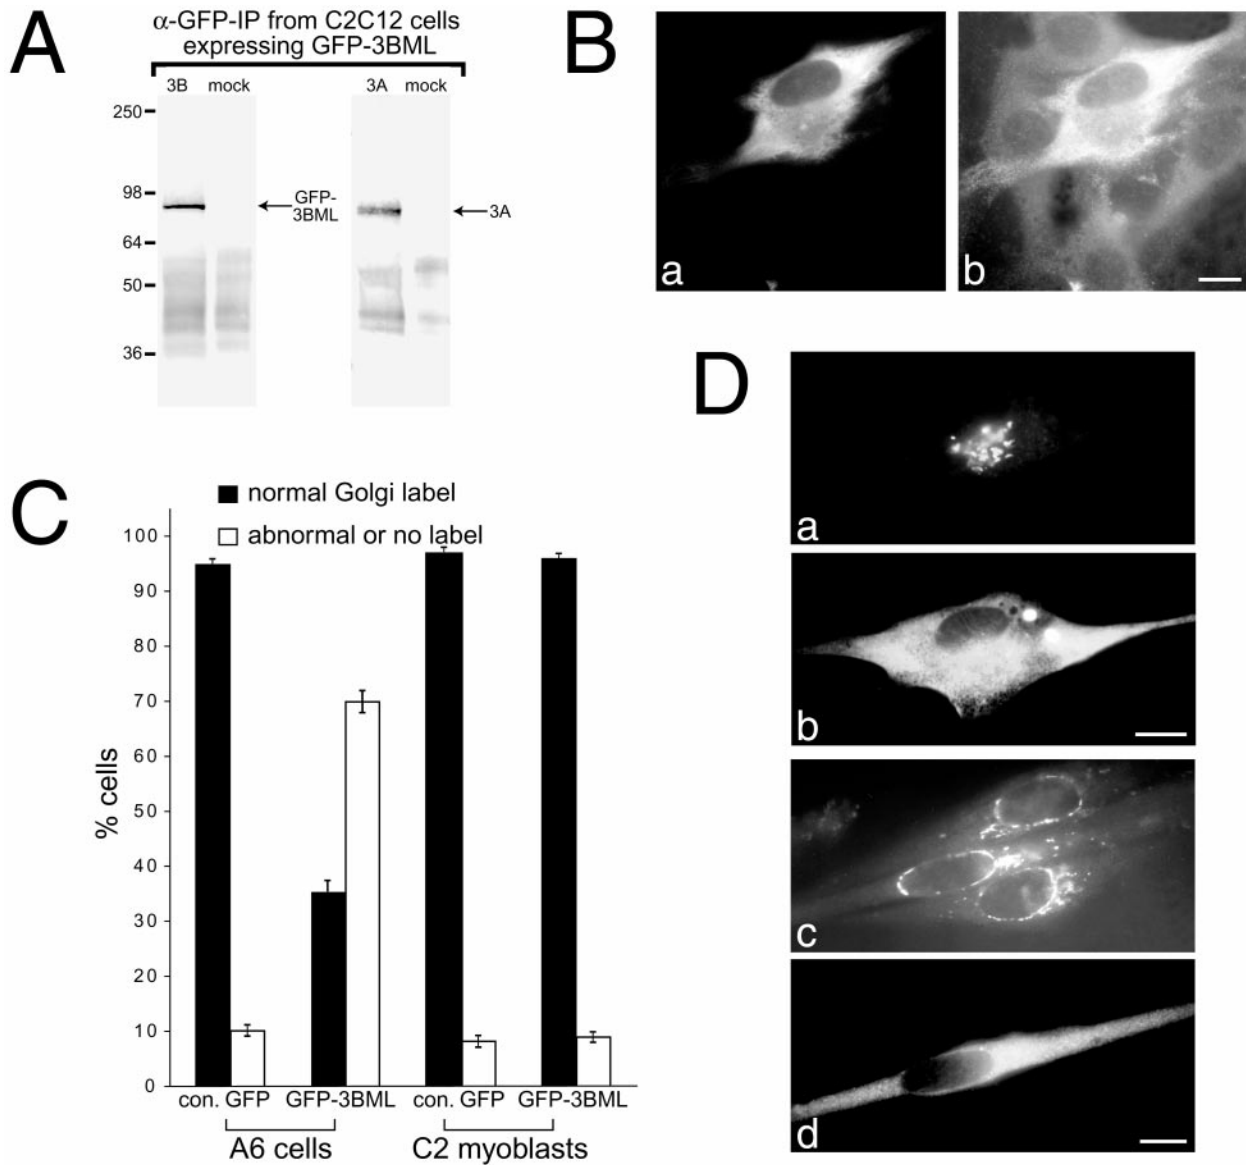 A
α-GFP-IP from C2C12 cells
expressing GFP-3BML
3B mock 3A mock
250
98
64
50
36
GFP-
3BML
3A
B
a
b
C
normal Golgi label
abnormal or no label
% cells
100
90
80
70
60
50
40
30
20
10
0
con. GFP GFP-3BML con. GFP GFP-3BML
A6 cells C2 myoblasts
D
a
b
c
d